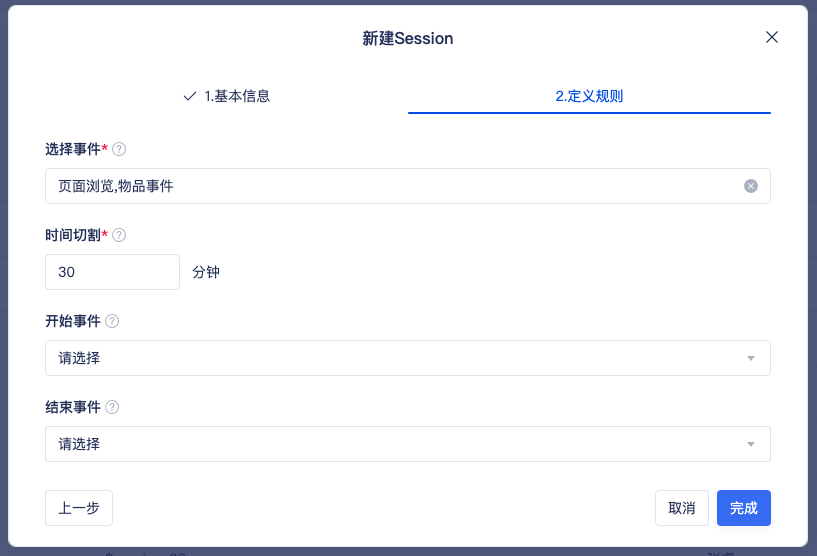 新建Session
1.基本信息
2.定义规则
选择事件*
页面浏览,物品事件
时间切割*
30 分钟
开始事件
请选择
结束事件
请选择
上一步 取消 完成